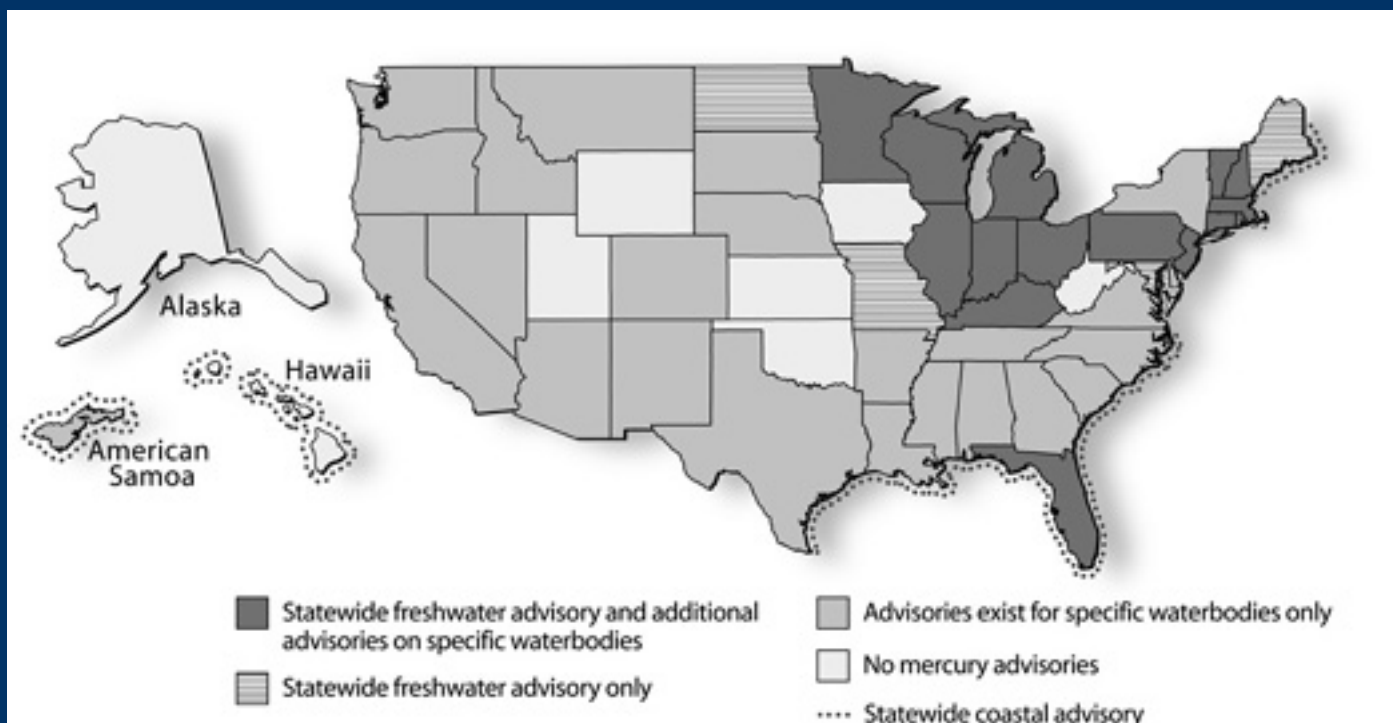 Alaska
Hawaii
American
Samoa
Statewide freshwater advisory and additional
advisories on specific waterbodies
Statewide freshwater advisory only
Advisories exist for specific waterbodies only
No mercury advisories
Statewide coastal advisory